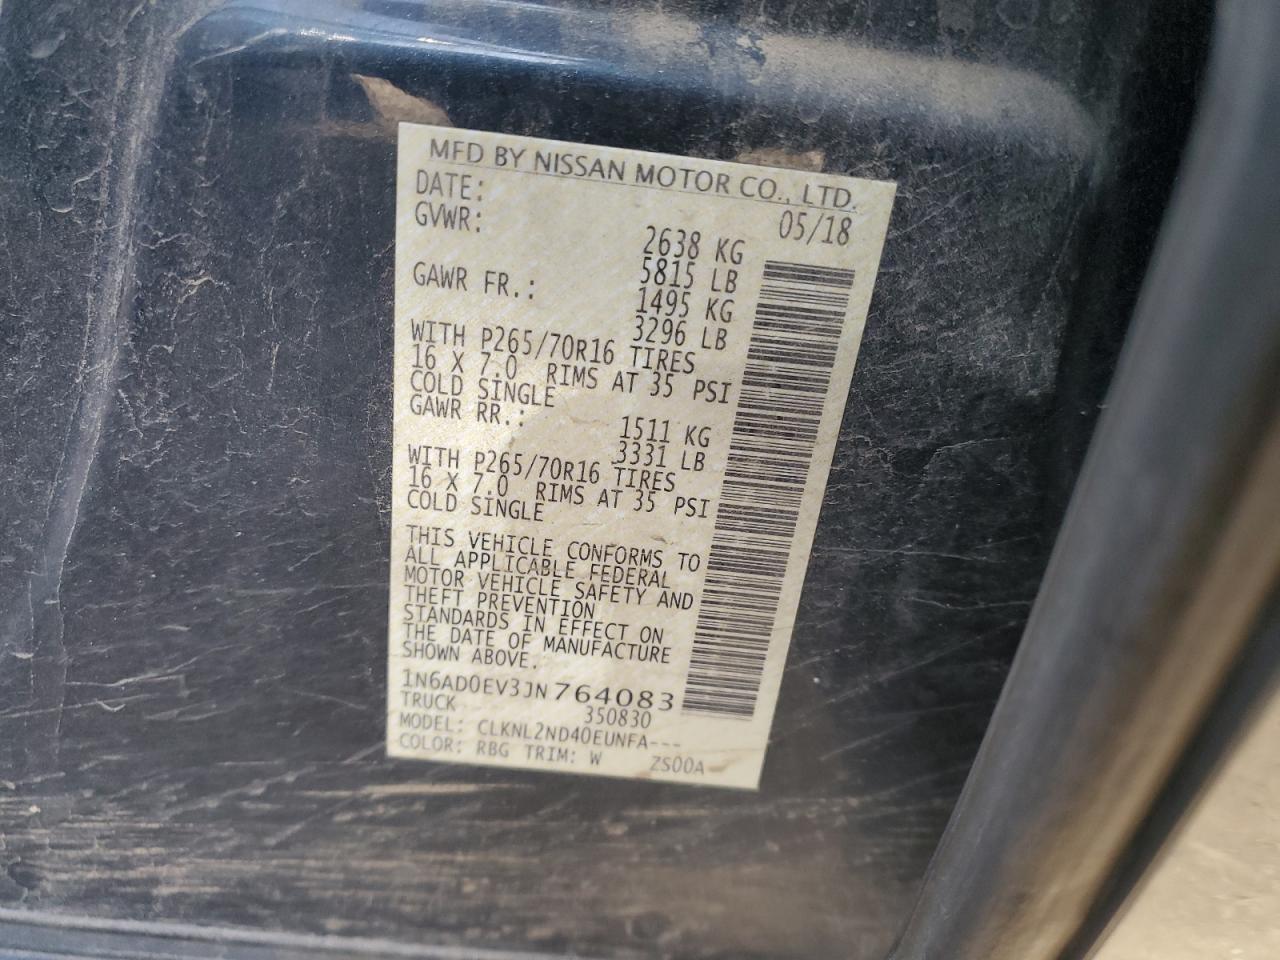 MFD BY NISSAN MOTOR CO., LTD.
DATE: 05/18
GVWR: 2638 KG
5815 LB
GAWR FR.: 1495 KG
3296 LB
WITH P265/70R16 TIRES
16 X 7.0 RIMS AT 35 PSI
COLD SINGLE
GAWR RR.: 1511 KG
3331 LB
WITH P265/70R16 TIRES
16 X 7.0 RIMS AT 35 PSI
COLD SINGLE
THIS VEHICLE CONFORMS TO
ALL APPLICABLE FEDERAL
MOTOR VEHICLE SAFETY AND
THEFT PREVENTION
STANDARDS IN EFFECT ON
THE DATE OF MANUFACTURE
SHOWN ABOVE.
1N6AD0EV3JN764083
TRUCK 350830
MODEL: CLKNL2ND40EUNFA---
COLOR: RBG TRIM: W ZS00A